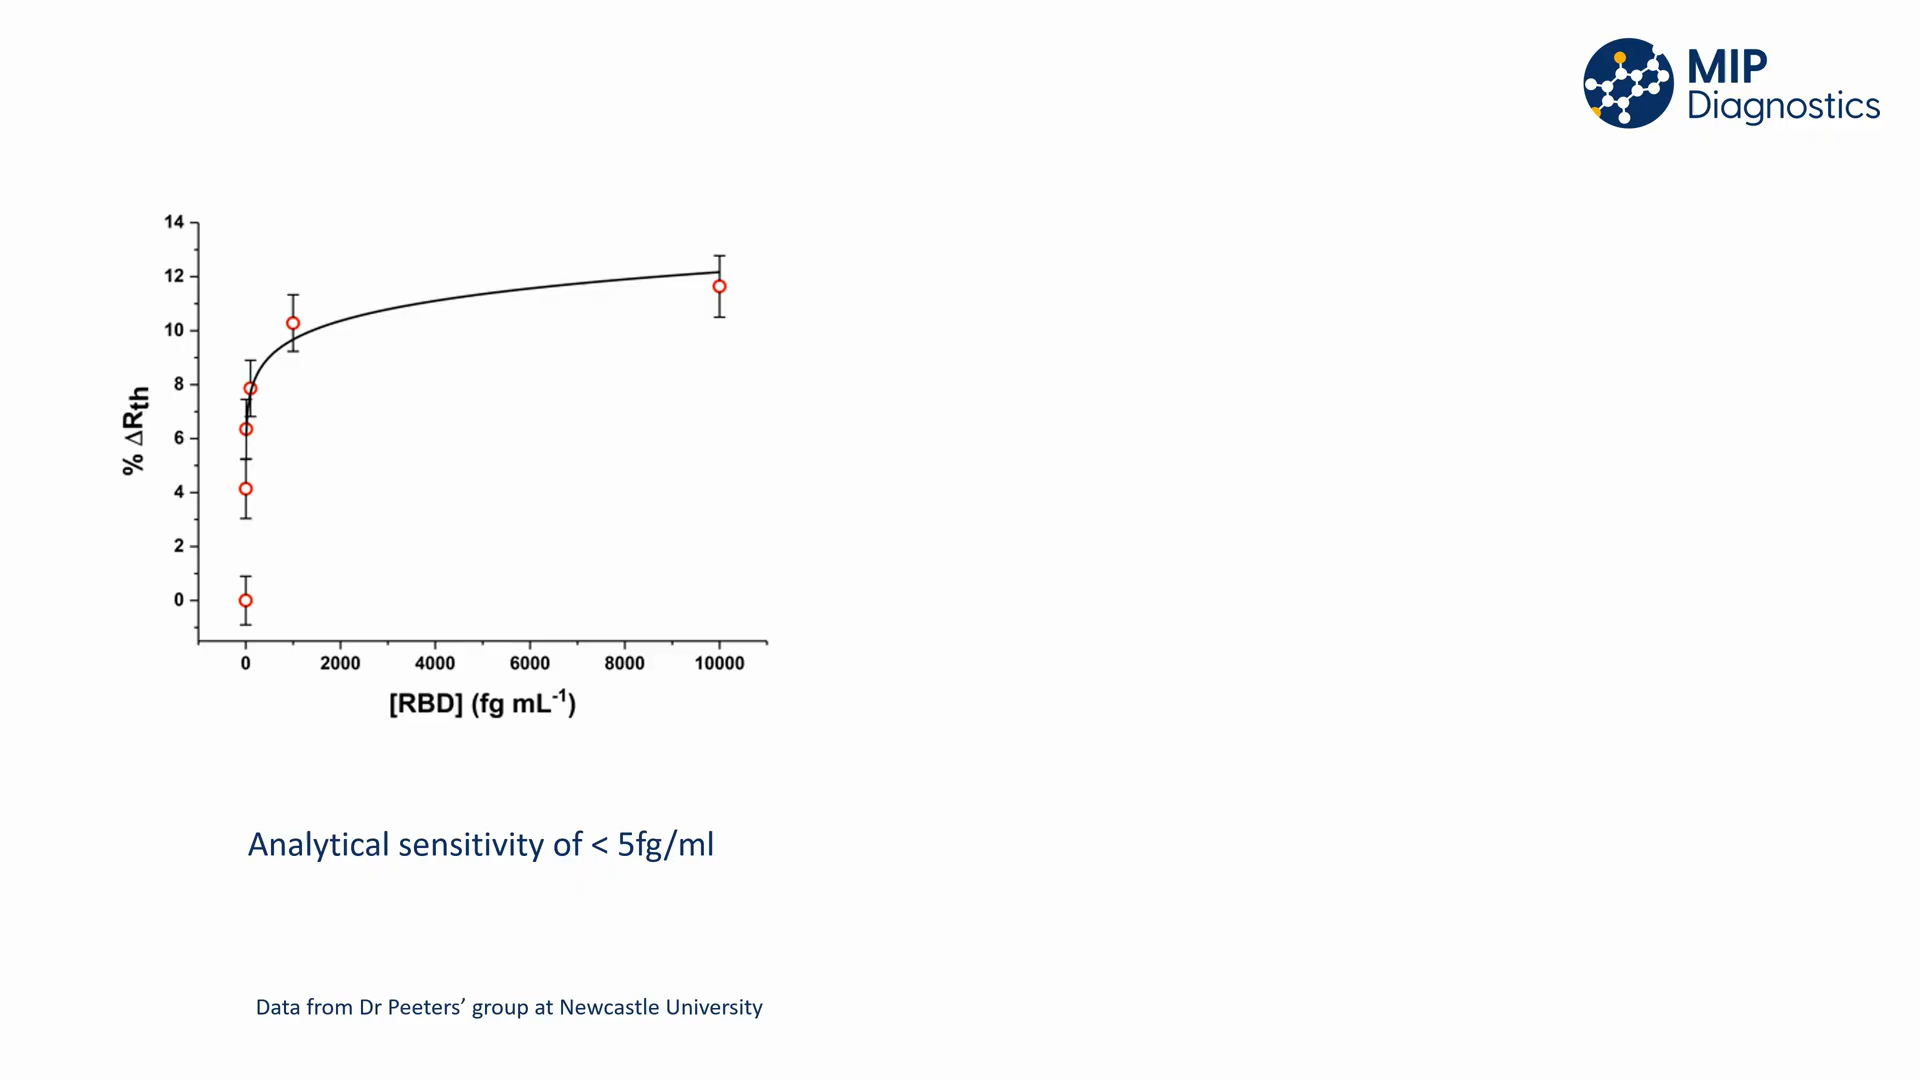 MIP
Diagnostics
14
12
10
8
6
4
2
0
% ΔRth
0 2000 4000 6000 8000 10000
[RBD] (fg mL-1)
Analytical sensitivity of < 5fg/ml
Data from Dr Peeters’ group at Newcastle University